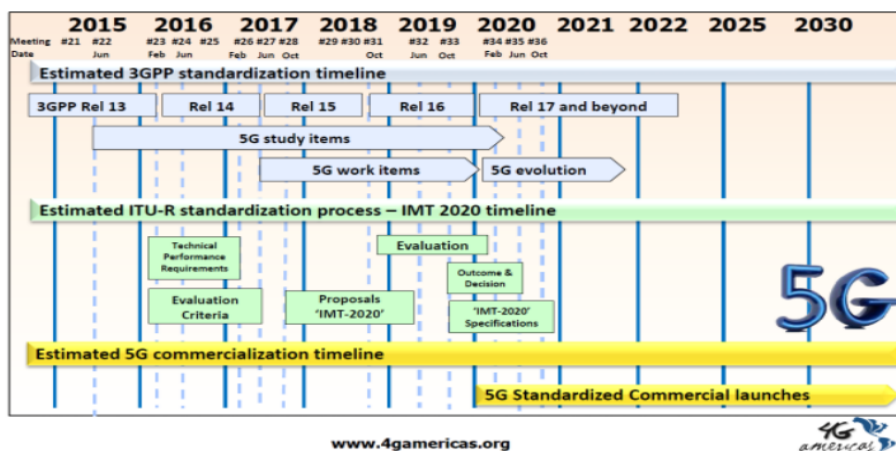 2015 2016 2017 2018 2019 2020 2021 2022 2025 2030
Meeting #21 #22 #23 #24 #25 #26 #27 #28 #29 #30 #31 #32 #33 #34 #35 #36
Date Jun Feb Jun Feb Jun Oct Oct Jun Oct Feb Jun Oct
Estimated 3GPP standardization timeline
3GPP Rel 13 Rel 14 Rel 15 Rel 16 Rel 17 and beyond
5G study items
5G work items 5G evolution
Estimated ITU-R standardization process – IMT 2020 timeline
Technical
Performance
Requirements
Evaluation
Outcome &
Decision
Evaluation
Criteria
Proposals
'IMT-2020'
'IMT-2020'
Specifications
5G
Estimated 5G commercialization timeline
5G Standardized Commercial launches
www.4gamericas.org
4G
americas